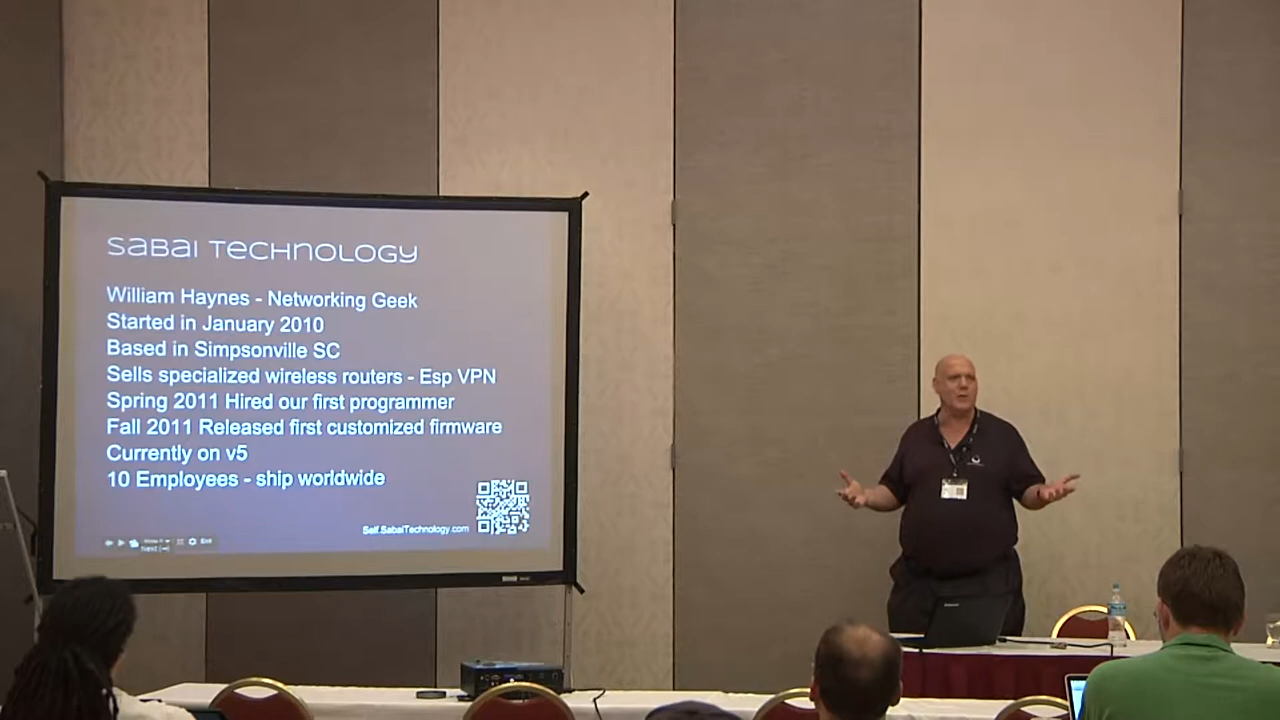 Sabai Technology
William Haynes - Networking Geek
Started in January 2010
Based in Simpsonville SC
Sells specialized wireless routers - Esp VPN
Spring 2011 Hired our first programmer
Fall 2011 Released first customized firmware
Currently on v5
10 Employees - ship worldwide
Self.SabaiTechnology.com
Exit
Next